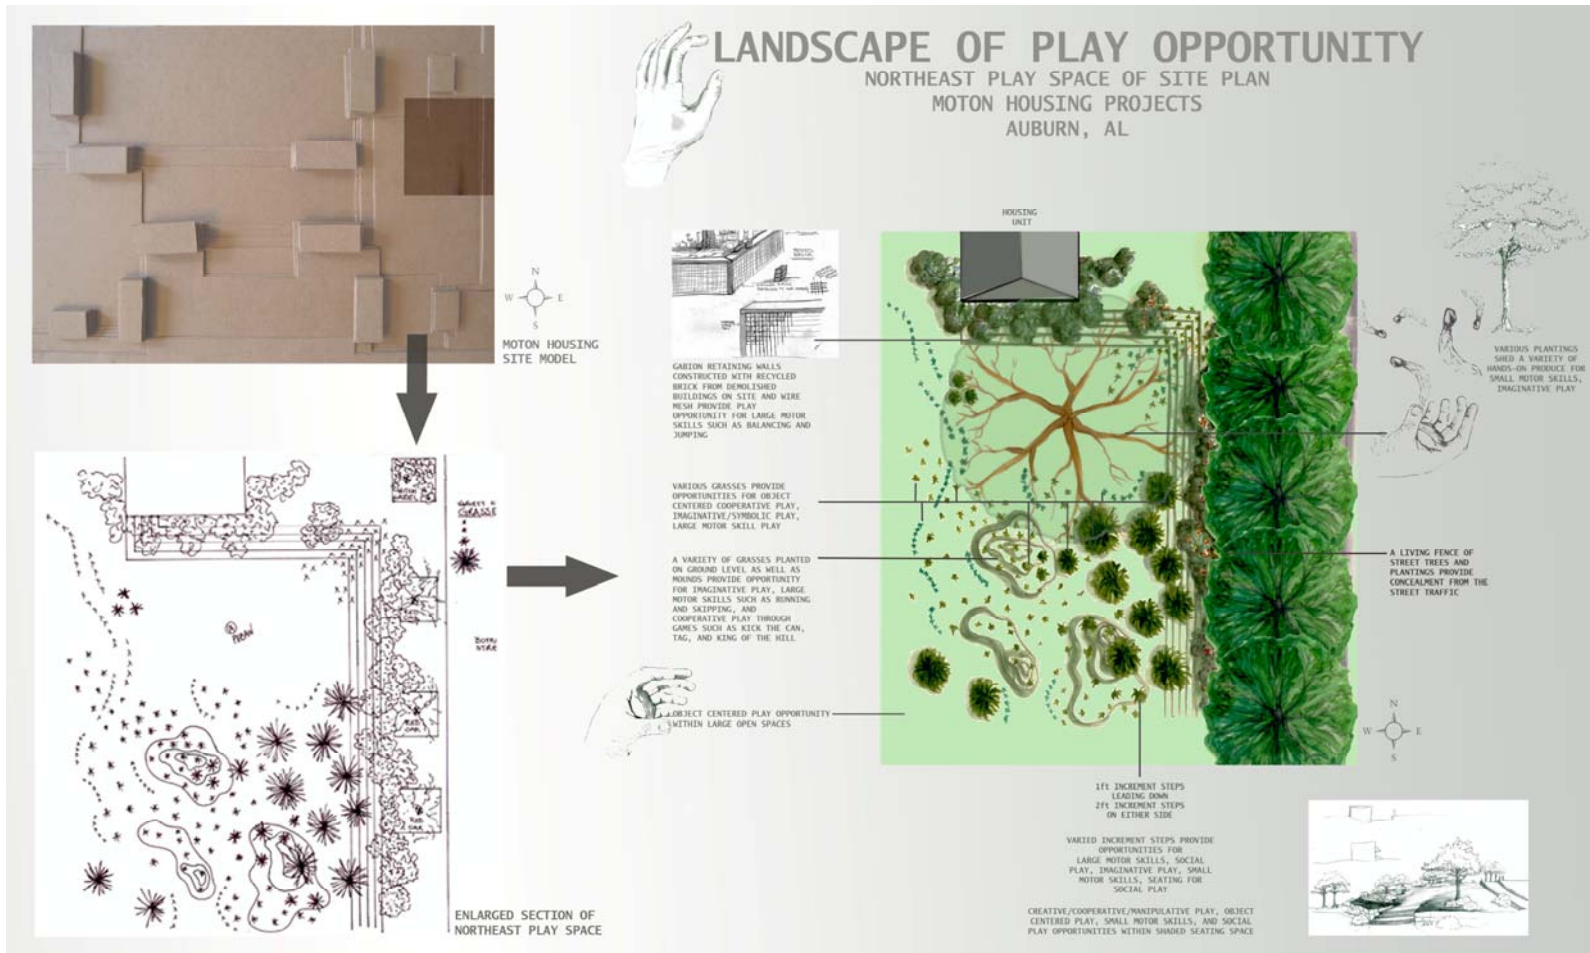 LANDSCAPE OF PLAY OPPORTUNITY
NORTHEAST PLAY SPACE OF SITE PLAN
MOTON HOUSING PROJECTS
AUBURN, AL
N
W
E
S
MOTON HOUSING
SITE MODEL
HOUSING
UNIT
GABION RETAINING WALLS
CONSTRUCTED WITH RECYCLED
BRICK FROM DEMOLISHED
BUILDINGS ON SITE AND WIRE
MESH PROVIDE PLAY
OPPORTUNITY FOR LARGE MOTOR
SKILLS SUCH AS BALANCING AND
JUMPING
VARIOUS PLANTINGS
SHED A VARIETY OF
HANDS-ON PRODUCE FOR
SMALL MOTOR SKILLS,
IMAGINATIVE PLAY
VARIOUS GRASSES PROVIDE
OPPORTUNITIES FOR OBJECT
CENTERED COOPERATIVE PLAY,
IMAGINATIVE/SYMBOLIC PLAY,
LARGE MOTOR SKILL PLAY
A VARIETY OF GRASSES PLANTED
ON GROUND LEVEL AS WELL AS
MOUNDS PROVIDE OPPORTUNITY
FOR IMAGINATIVE PLAY, LARGE
MOTOR SKILLS SUCH AS RUNNING
AND SKIPPING, AND
COOPERATIVE PLAY THROUGH
GAMES SUCH AS KICK THE CAN,
TAG, AND KING OF THE HILL
A LIVING FENCE OF
STREET TREES AND
PLANTINGS PROVIDE
CONCEALMENT FROM THE
STREET TRAFFIC
OBJECT CENTERED PLAY OPPORTUNITY
WITHIN LARGE OPEN SPACES
N
W
E
S
1ft INCREMENT STEPS
LEADING DOWN
2ft INCREMENT STEPS
ON EITHER SIDE
VARIED INCREMENT STEPS PROVIDE
OPPORTUNITIES FOR
LARGE MOTOR SKILLS, SOCIAL
PLAY, IMAGINATIVE PLAY, SMALL
MOTOR SKILLS, SEATING FOR
SOCIAL PLAY
CREATIVE/COOPERATIVE/MANIPULATIVE PLAY, OBJECT
CENTERED PLAY, SMALL MOTOR SKILLS, AND SOCIAL
PLAY OPPORTUNITIES WITHIN SHADED SEATING SPACE
PECAN
RED
OAK
RED
OAK
ENLARGED SECTION OF
NORTHEAST PLAY SPACE